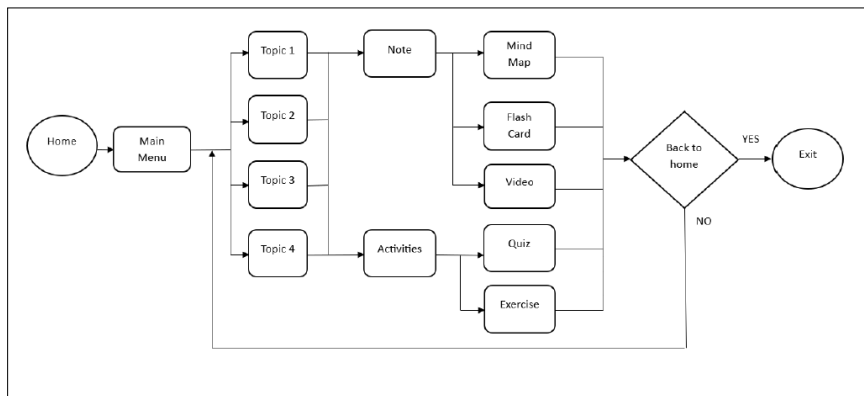 Home
Main
Menu
Topic 1
Topic 2
Topic 3
Topic 4
Note
Activities
Mind
Map
Flash
Card
Video
Quiz
Exercise
Back to
home
YES
NO
Exit